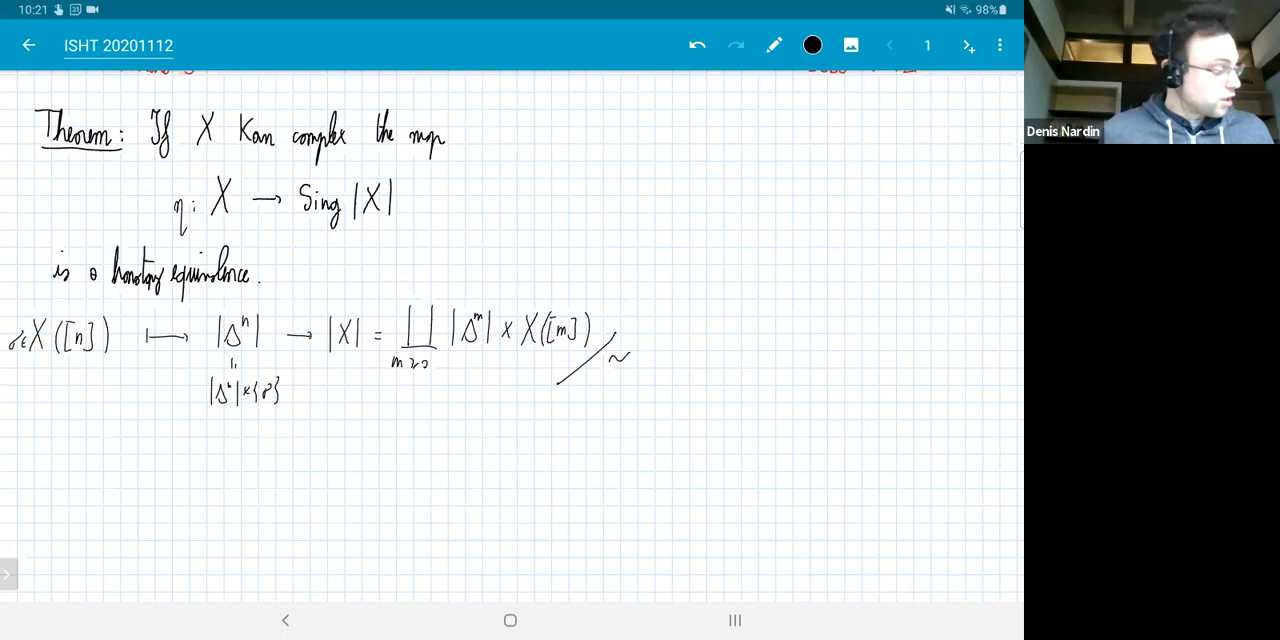 10:21 31 98%
ISHT 20201112 1
Theorem: If X Kan complex the map
η: X → Sing |X|
is a homotopy equivalence.
σ∈X([n]) ↦ |Δⁿ| → |X| = ∐ |Δᵐ| × X([m]) / ~
m≥0
|Δⁿ|×{σ}
Denis Nardin